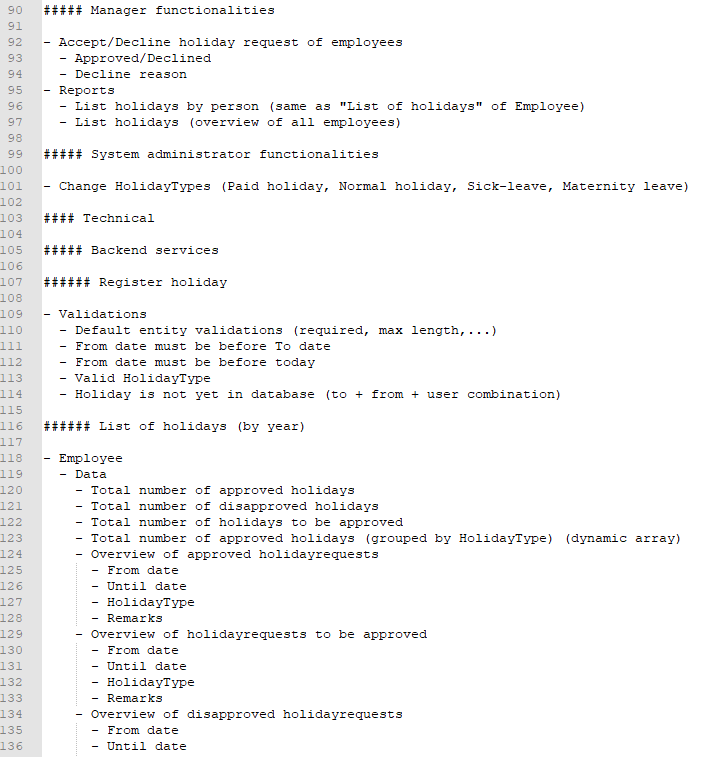 90 ##### Manager functionalities
91
92 - Accept/Decline holiday request of employees
93   - Approved/Declined
94   - Decline reason
95 - Reports
96   - List holidays by person (same as "List of holidays" of Employee)
97   - List holidays (overview of all employees)
98
99 ##### System administrator functionalities
100
101 - Change HolidayTypes (Paid holiday, Normal holiday, Sick-leave, Maternity leave)
102
103 #### Technical
104
105 ##### Backend services
106
107 ###### Register holiday
108
109 - Validations
110   - Default entity validations (required, max length,...)
111   - From date must be before To date
112   - From date must be before today
113   - Valid HolidayType
114   - Holiday is not yet in database (to + from + user combination)
115
116 ###### List of holidays (by year)
117
118 - Employee
119   - Data
120     - Total number of approved holidays
121     - Total number of disapproved holidays
122     - Total number of holidays to be approved
123     - Total number of approved holidays (grouped by HolidayType) (dynamic array)
124     - Overview of approved holidayrequests
125       - From date
126       - Until date
127       - HolidayType
128       - Remarks
129     - Overview of holidayrequests to be approved
130       - From date
131       - Until date
132       - HolidayType
133       - Remarks
134     - Overview of disapproved holidayrequests
135       - From date
136       - Until date